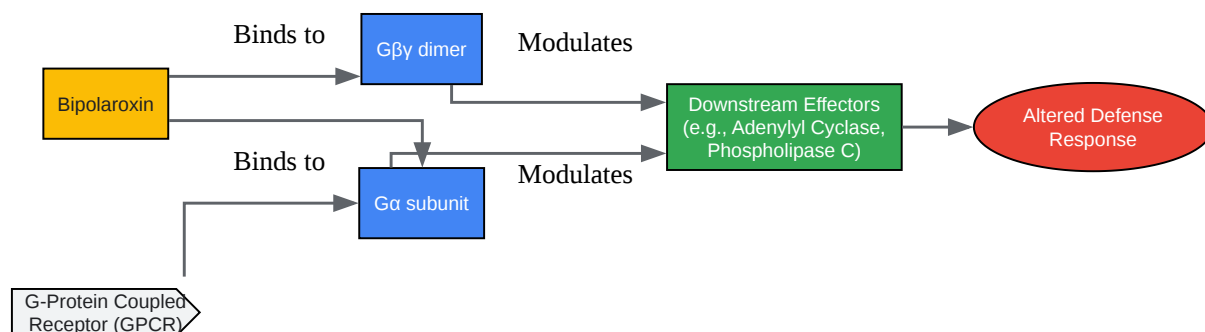 Binds to
Gβγ dimer
Modulates
Bipolaroxin
Downstream Effectors
(e.g., Adenylyl Cyclase,
Phospholipase C)
Altered Defense
Response
Binds to
Modulates
Gα subunit
G-Protein Coupled
Receptor (GPCR)